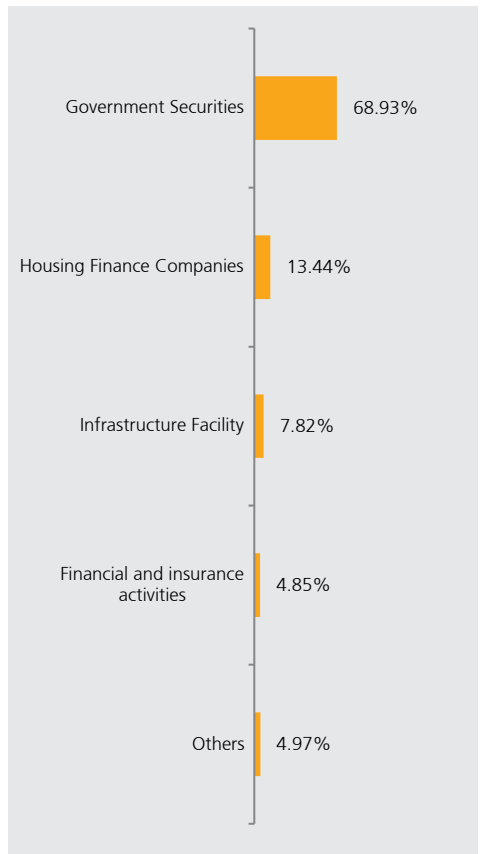 Government Securities 68.93%
Housing Finance Companies 13.44%
Infrastructure Facility 7.82%
Financial and insurance
activities 4.85%
Others 4.97%